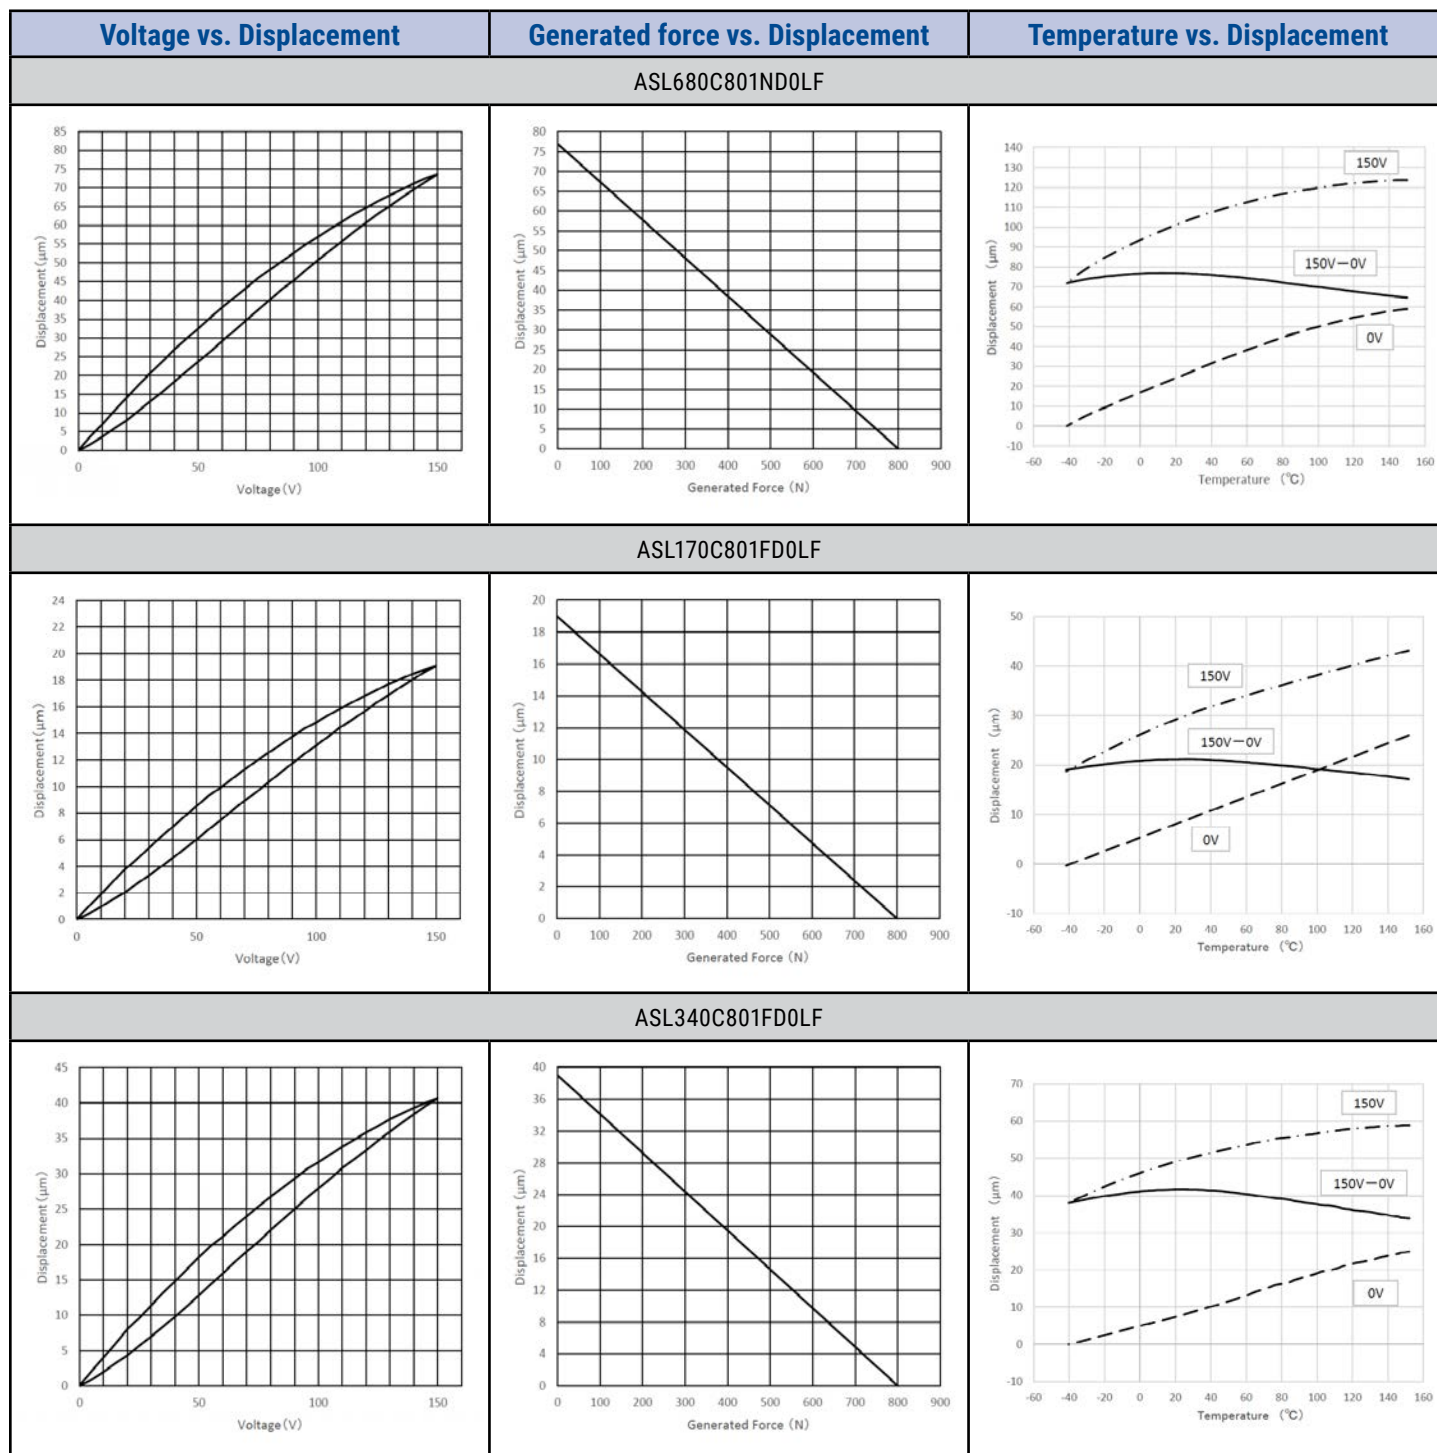 Voltage vs. Displacement
Generated force vs. Displacement
Temperature vs. Displacement
ASL680C801ND0LF
Displacement(μm)
85
80
75
70
65
60
55
50
45
40
35
30
25
20
15
10
5
0
0 50 100 150
Voltage(V)
Displacement (μm)
80
75
70
65
60
55
50
45
40
35
30
25
20
15
10
5
0
0 100 200 300 400 500 600 700 800 900
Generated Force (N)
Displacement (μm)
140
130
120
110
100
90
80
70
60
50
40
30
20
10
0
-10
150V
150V－0V
0V
-60 -40 -20 0 20 40 60 80 100 120 140 160
Temperature (℃)
ASL170C801FD0LF
Displacement(μm)
24
22
20
18
16
14
12
10
8
6
4
2
0
0 50 100 150
Voltage(V)
Displacement (μm)
20
18
16
14
12
10
8
6
4
2
0
0 100 200 300 400 500 600 700 800 900
Generated Force (N)
Displacement (μm)
50
40
30
20
10
0
-10
150V
150V－0V
0V
-60 -40 -20 0 20 40 60 80 100 120 140 160
Temperature (℃)
ASL340C801FD0LF
Displacement(μm)
45
40
35
30
25
20
15
10
5
0
0 50 100 150
Voltage(V)
Displacement (μm)
40
36
32
28
24
20
16
12
8
4
0
0 100 200 300 400 500 600 700 800 900
Generated Force (N)
Displacement (μm)
70
60
50
40
30
20
10
0
-10
150V
150V－0V
0V
-60 -40 -20 0 20 40 60 80 100 120 140 160
Temperature (℃)